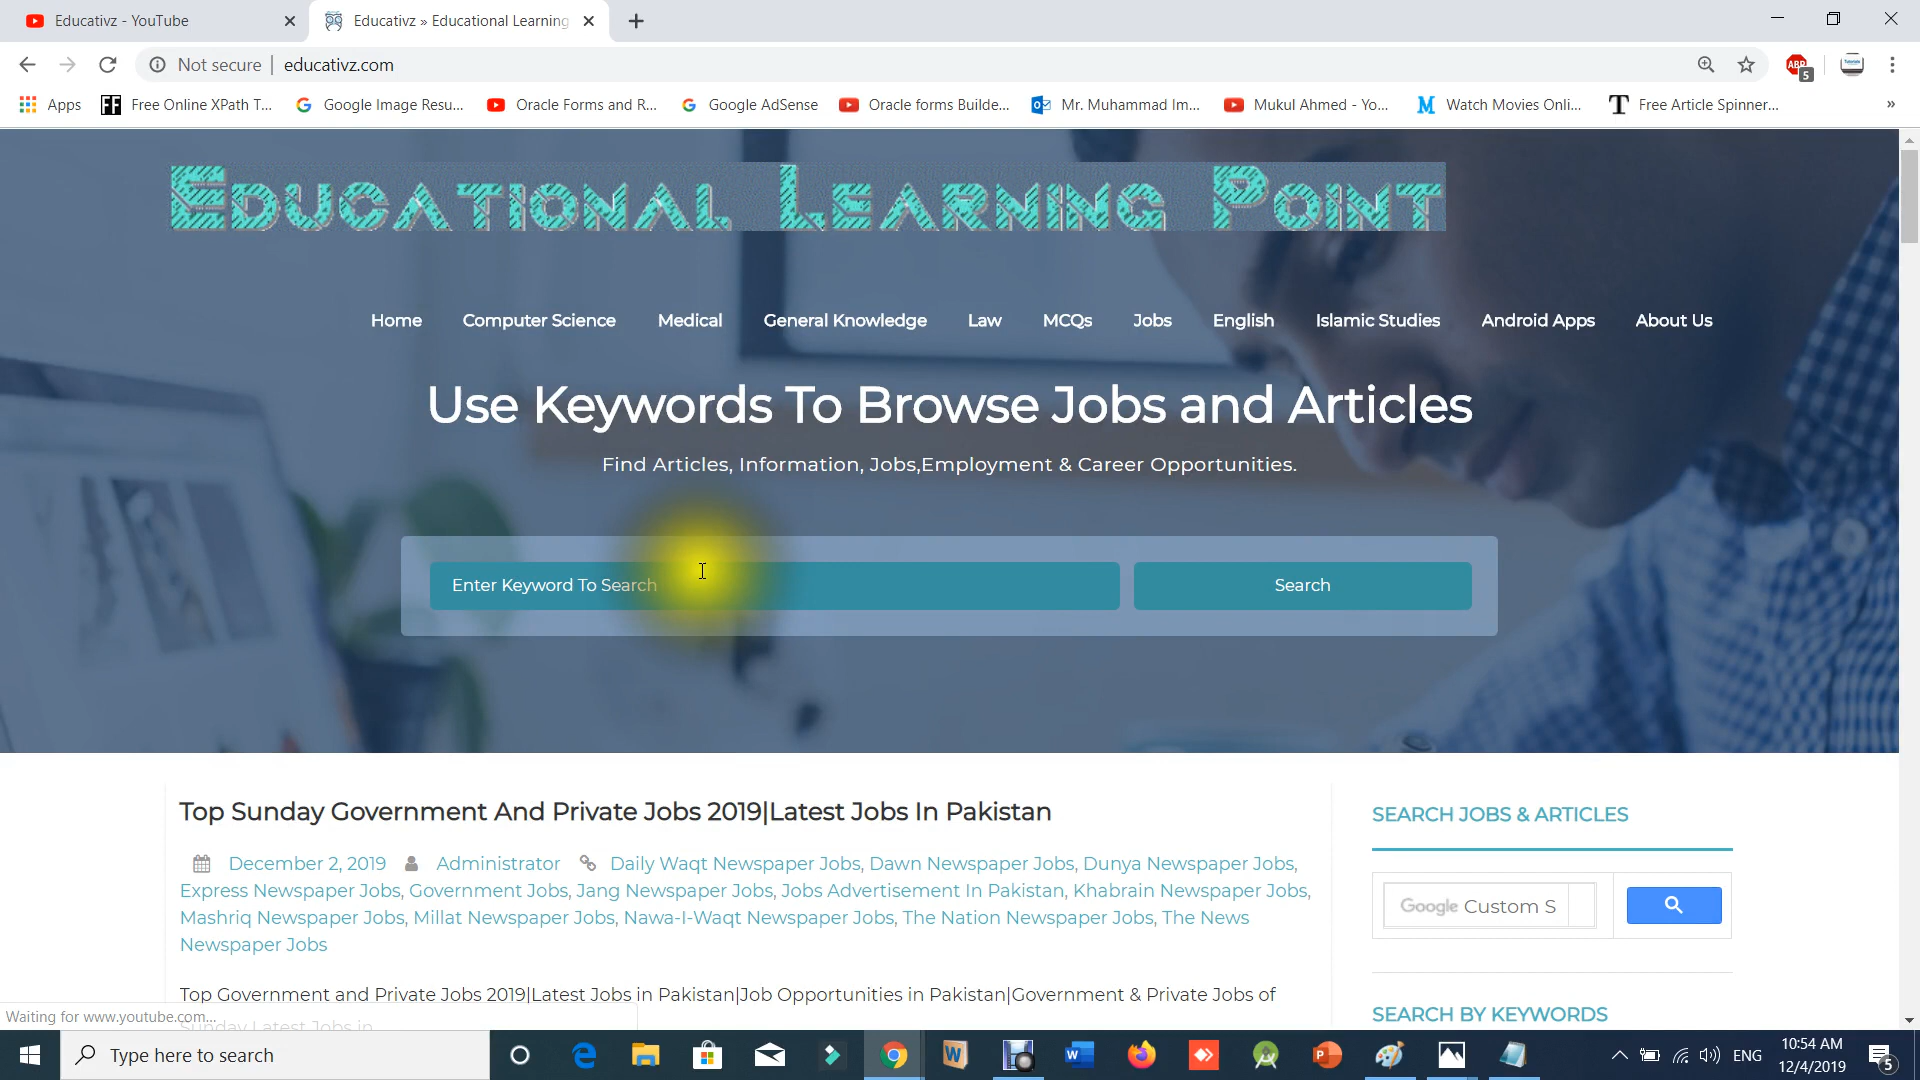 Educativz - YouTube
Educativz » Educational Learning
Not secure | educativz.com
ABP
5
Apps
FF Free Online XPath T...
Google Image Resu...
Oracle Forms and R...
Google AdSense
Oracle forms Builde...
Mr. Muhammad Im...
Mukul Ahmed - Yo...
M Watch Movies Onli...
T Free Article Spinner...
»
Educational Learning Point
Home Computer Science Medical General Knowledge Law MCQs Jobs English Islamic Studies Android Apps About Us
Use Keywords To Browse Jobs and Articles
Find Articles, Information, Jobs,Employment & Career Opportunities.
Enter Keyword To Search
Search
Top Sunday Government And Private Jobs 2019|Latest Jobs In Pakistan
December 2, 2019 Administrator Daily Waqt Newspaper Jobs, Dawn Newspaper Jobs, Dunya Newspaper Jobs,
Express Newspaper Jobs, Government Jobs, Jang Newspaper Jobs, Jobs Advertisement In Pakistan, Khabrain Newspaper Jobs,
Mashriq Newspaper Jobs, Millat Newspaper Jobs, Nawa-I-Waqt Newspaper Jobs, The Nation Newspaper Jobs, The News
Newspaper Jobs
Top Government and Private Jobs 2019|Latest Jobs in Pakistan|Job Opportunities in Pakistan|Government & Private Jobs of
Sunday Latest Jobs in
SEARCH JOBS & ARTICLES
Google Custom S
SEARCH BY KEYWORDS
Waiting for www.youtube.com...
Type here to search
ENG
10:54 AM
12/4/2019
5